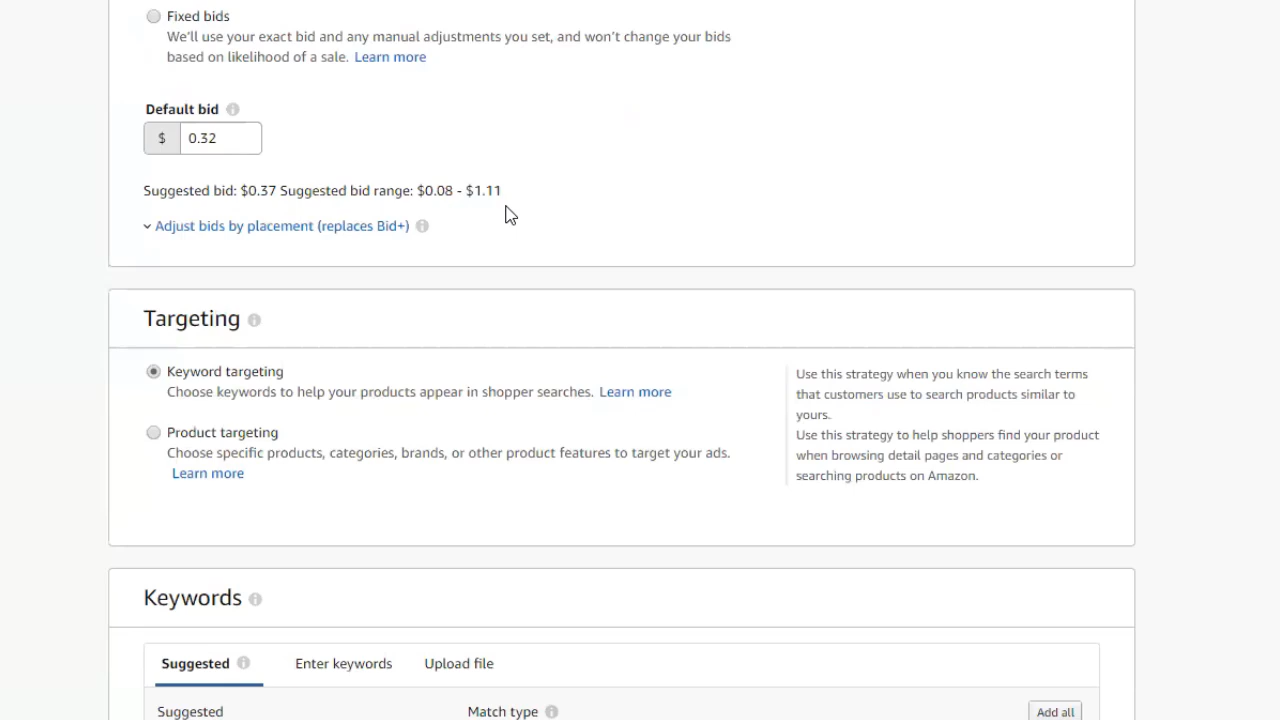 Fixed bids
We'll use your exact bid and any manual adjustments you set, and won't change your bids
based on likelihood of a sale. Learn more
Default bid
$ 0.32
Suggested bid: $0.37 Suggested bid range: $0.08 - $1.11
Adjust bids by placement (replaces Bid+)
Targeting
Keyword targeting
Choose keywords to help your products appear in shopper searches. Learn more
Product targeting
Choose specific products, categories, brands, or other product features to target your ads.
Learn more
Use this strategy when you know the search terms
that customers use to search products similar to
yours.
Use this strategy to help shoppers find your product
when browsing detail pages and categories or
searching products on Amazon.
Keywords
Suggested Enter keywords Upload file
Suggested Match type Add all